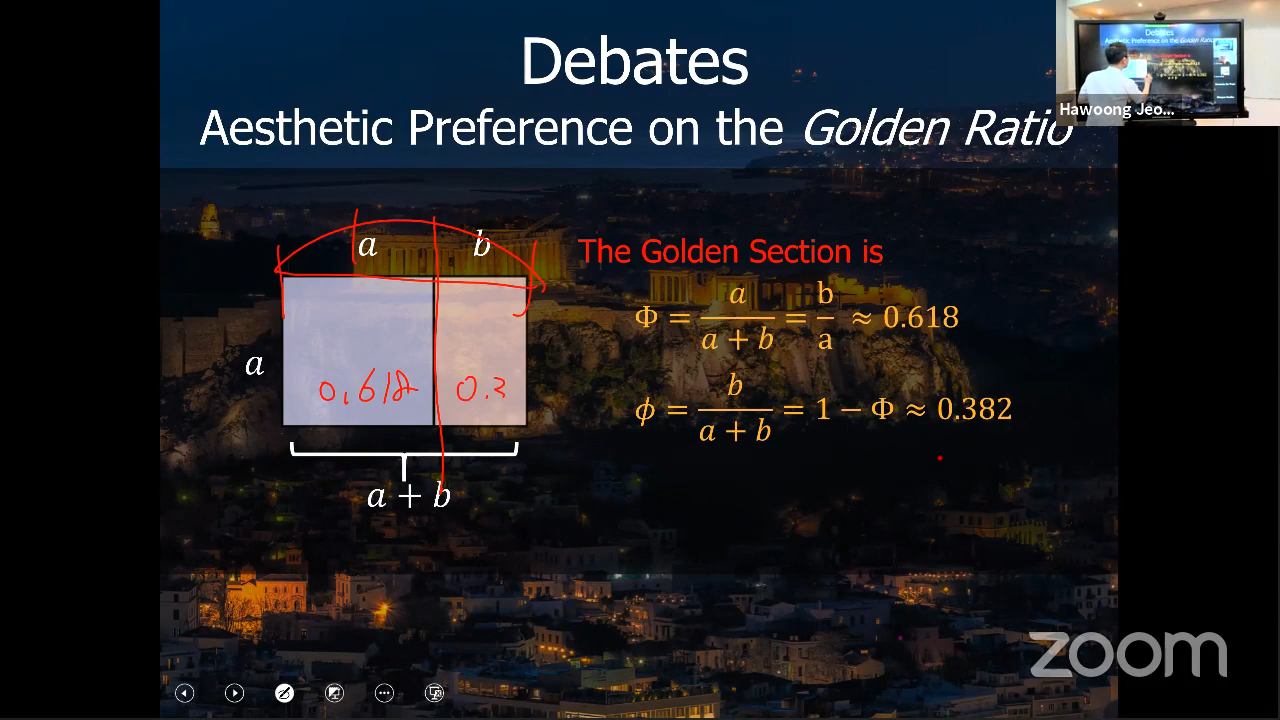 Debates
Aesthetic Preference on the Golden Ratio
Hawoong Jeo...
a b
The Golden Section is
Φ = a/(a + b) = b/a ≈ 0.618
a
0.618 0.3
ϕ = b/(a + b) = 1 − Φ ≈ 0.382
a + b
zoom